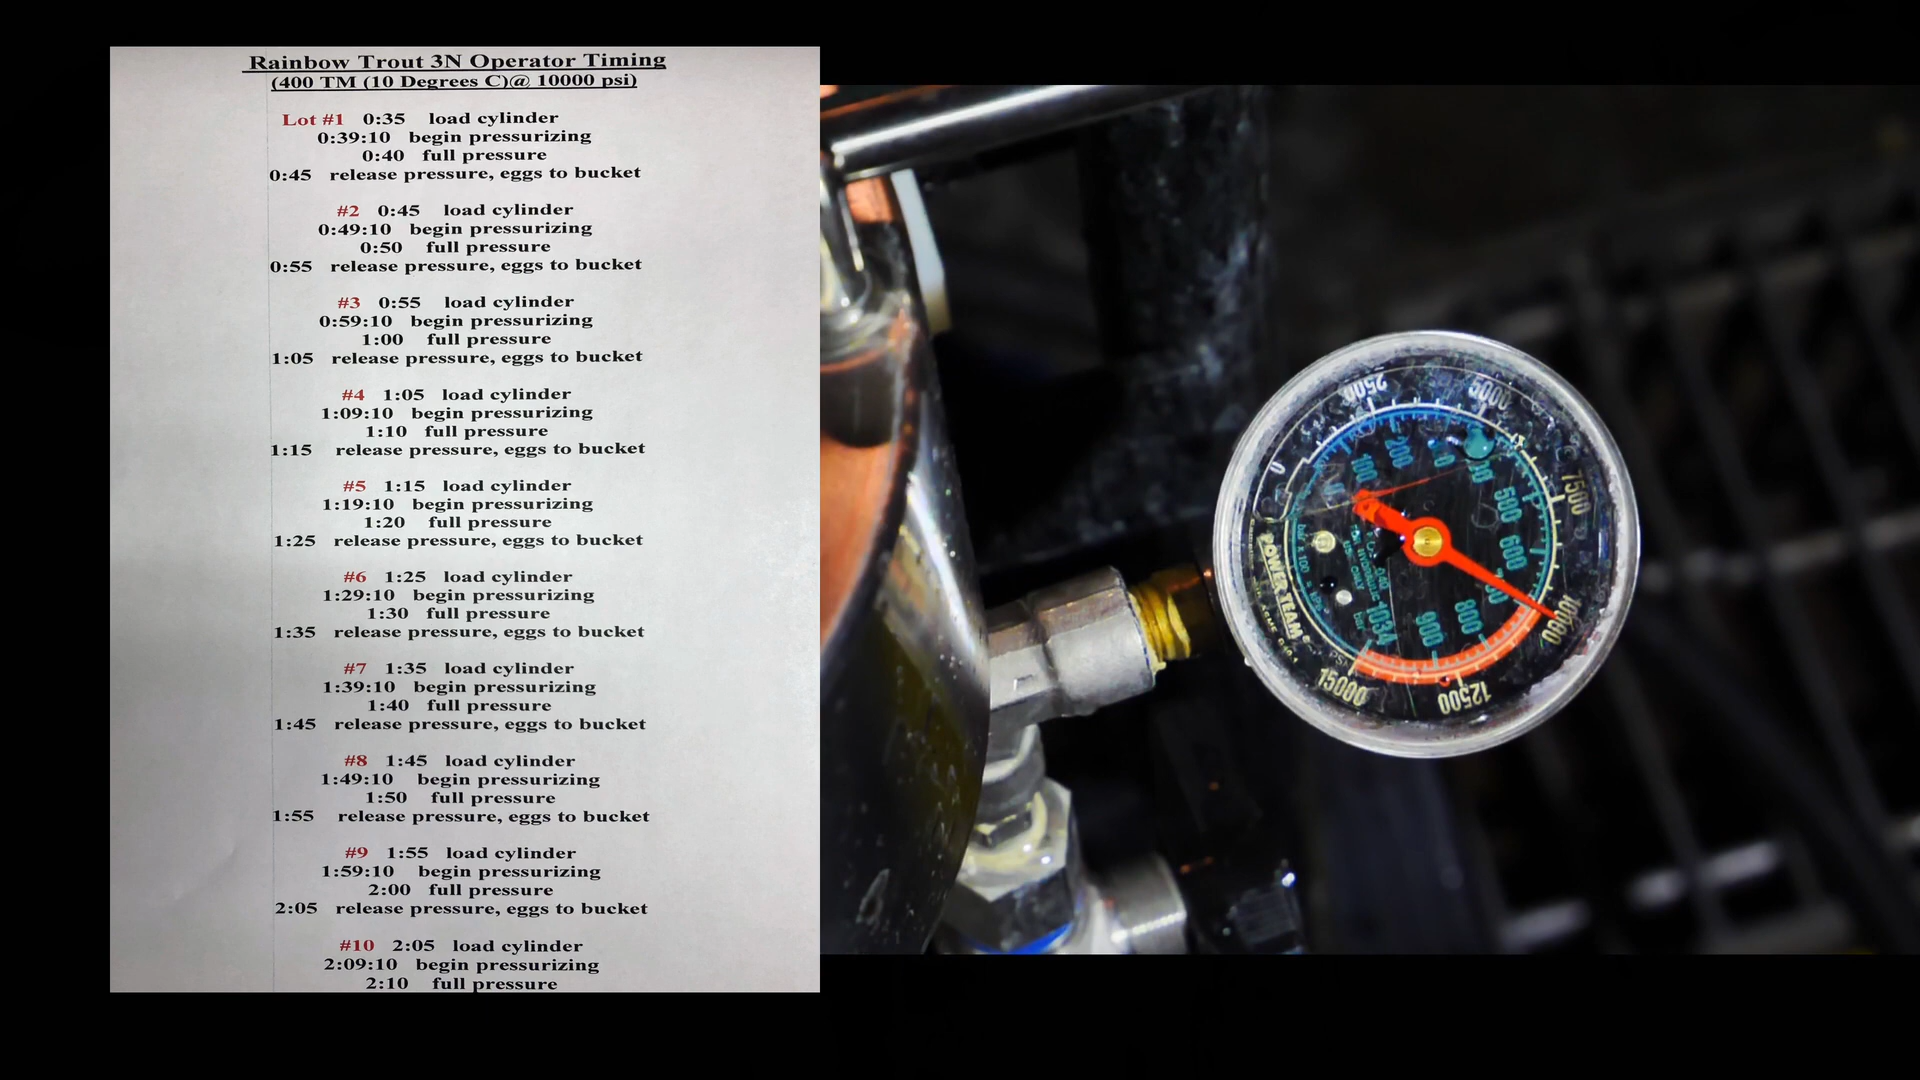 Rainbow Trout 3N Operator Timing
(400 TM (10 Degrees C)@ 10000 psi)
Lot #1 0:35 load cylinder
0:39:10 begin pressurizing
0:40 full pressure
0:45 release pressure, eggs to bucket
#2 0:45 load cylinder
0:49:10 begin pressurizing
0:50 full pressure
0:55 release pressure, eggs to bucket
#3 0:55 load cylinder
0:59:10 begin pressurizing
1:00 full pressure
1:05 release pressure, eggs to bucket
#4 1:05 load cylinder
1:09:10 begin pressurizing
1:10 full pressure
1:15 release pressure, eggs to bucket
#5 1:15 load cylinder
1:19:10 begin pressurizing
1:20 full pressure
1:25 release pressure, eggs to bucket
#6 1:25 load cylinder
1:29:10 begin pressurizing
1:30 full pressure
1:35 release pressure, eggs to bucket
#7 1:35 load cylinder
1:39:10 begin pressurizing
1:40 full pressure
1:45 release pressure, eggs to bucket
#8 1:45 load cylinder
1:49:10 begin pressurizing
1:50 full pressure
1:55 release pressure, eggs to bucket
#9 1:55 load cylinder
1:59:10 begin pressurizing
2:00 full pressure
2:05 release pressure, eggs to bucket
#10 2:05 load cylinder
2:09:10 begin pressurizing
2:10 full pressure
0
2500
5000
7500
10000
12500
15000
100
200
500
600
800
900
1034
POWER TEAM
PSI
bar